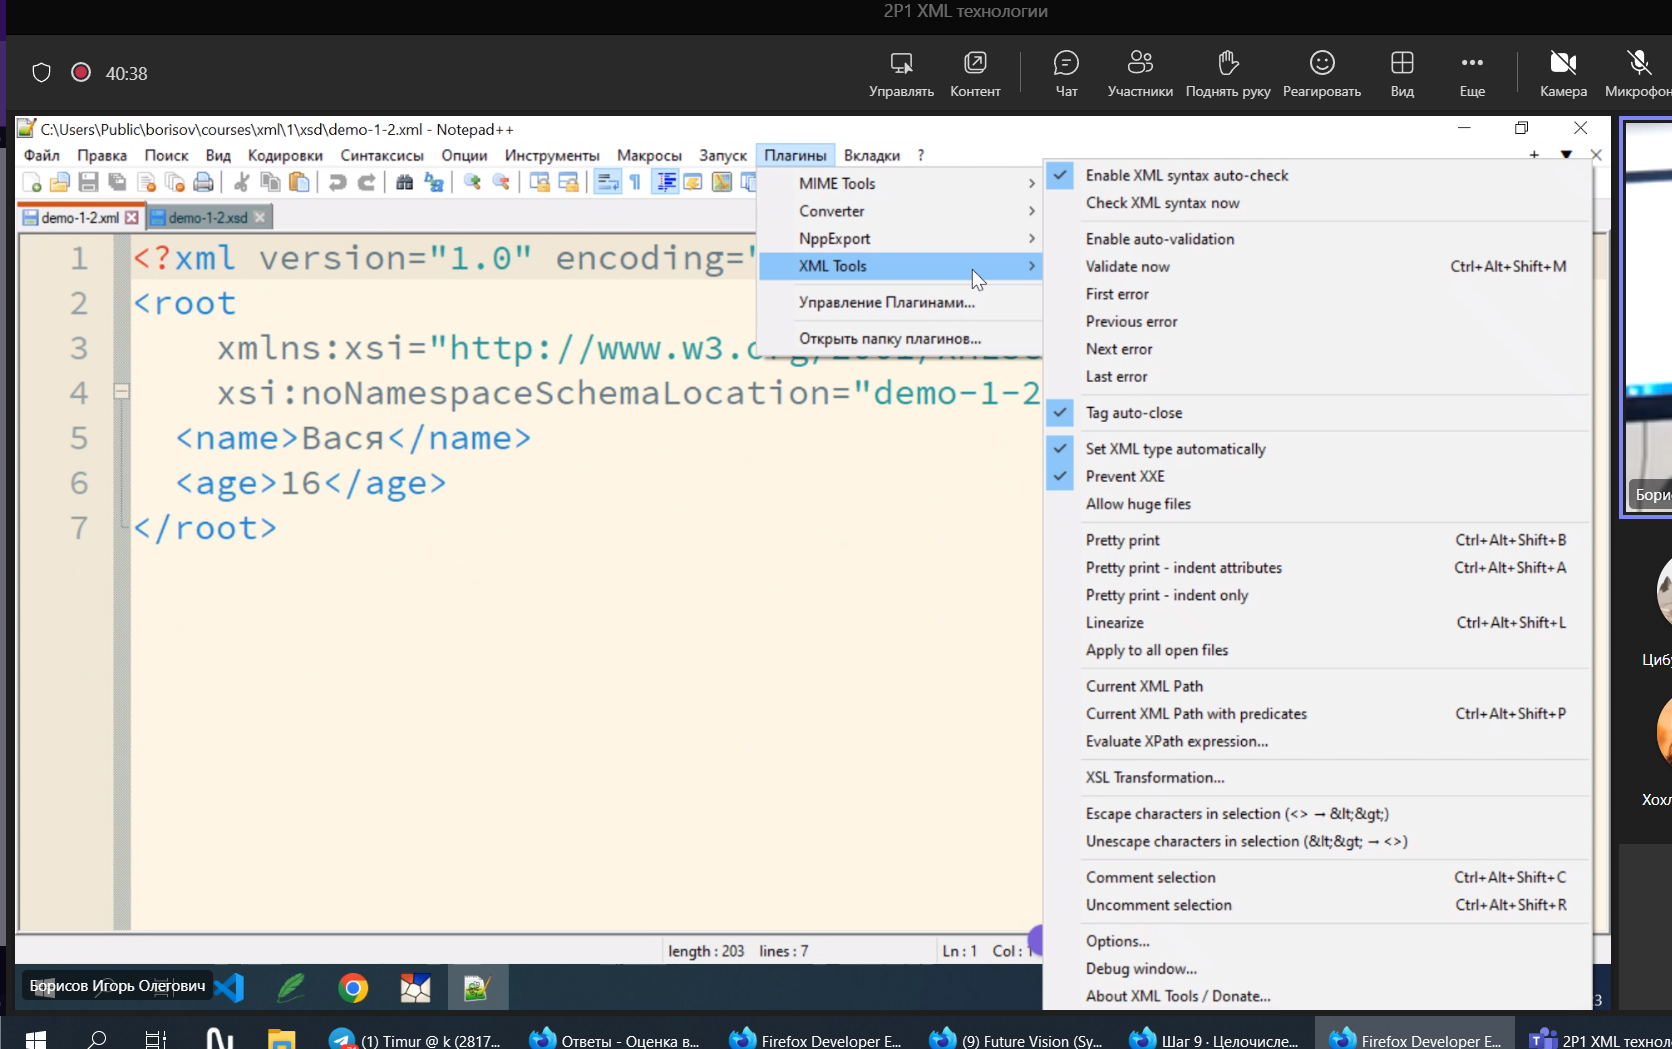 2P1 XML технологии
40:38
Управлять
Контент
Чат
Участники
Поднять руку
Реагировать
Вид
Еще
Камера
C:\Users\Public\borisov\courses\xml\1\xsd\demo-1-2.xml - Notepad++
Файл Правка Поиск Вид Кодировки Синтаксисы Опции Инструменты Макросы Запуск Плагины Вкладки ?
demo-1-2.xml
demo-1-2.xsd
1 <?xml version="1.0" encoding="
2 <root
3 xmlns:xsi="http://www.w3.
4 xsi:noNamespaceSchemaLocation="demo-1-2
5 <name>Вася</name>
6 <age>16</age>
7 </root>
MIME Tools
Converter
NppExport
XML Tools
Управление Плагинами...
Открыть папку плагинов...
Enable XML syntax auto-check
Check XML syntax now
Enable auto-validation
Validate now Ctrl+Alt+Shift+M
First error
Previous error
Next error
Last error
Tag auto-close
Set XML type automatically
Prevent XXE
Allow huge files
Pretty print Ctrl+Alt+Shift+B
Pretty print - indent attributes Ctrl+Alt+Shift+A
Pretty print - indent only
Linearize Ctrl+Alt+Shift+L
Apply to all open files
Current XML Path
Current XML Path with predicates Ctrl+Alt+Shift+P
Evaluate XPath expression...
XSL Transformation...
Escape characters in selection (<> → &lt;&gt;)
Unescape characters in selection (&lt;&gt; → <>)
Comment selection Ctrl+Alt+Shift+C
Uncomment selection Ctrl+Alt+Shift+R
Options...
Debug window...
About XML Tools / Donate...
length : 203 lines : 7
Ln : 1 Col : 1
Борисов Игорь Олегович
(1) Timur @ k (2817...
Ответы - Оценка в...
Firefox Developer E...
(9) Future Vision (Sy...
Шаг 9 · Целочисле...
Firefox Developer E...
2P1 XML